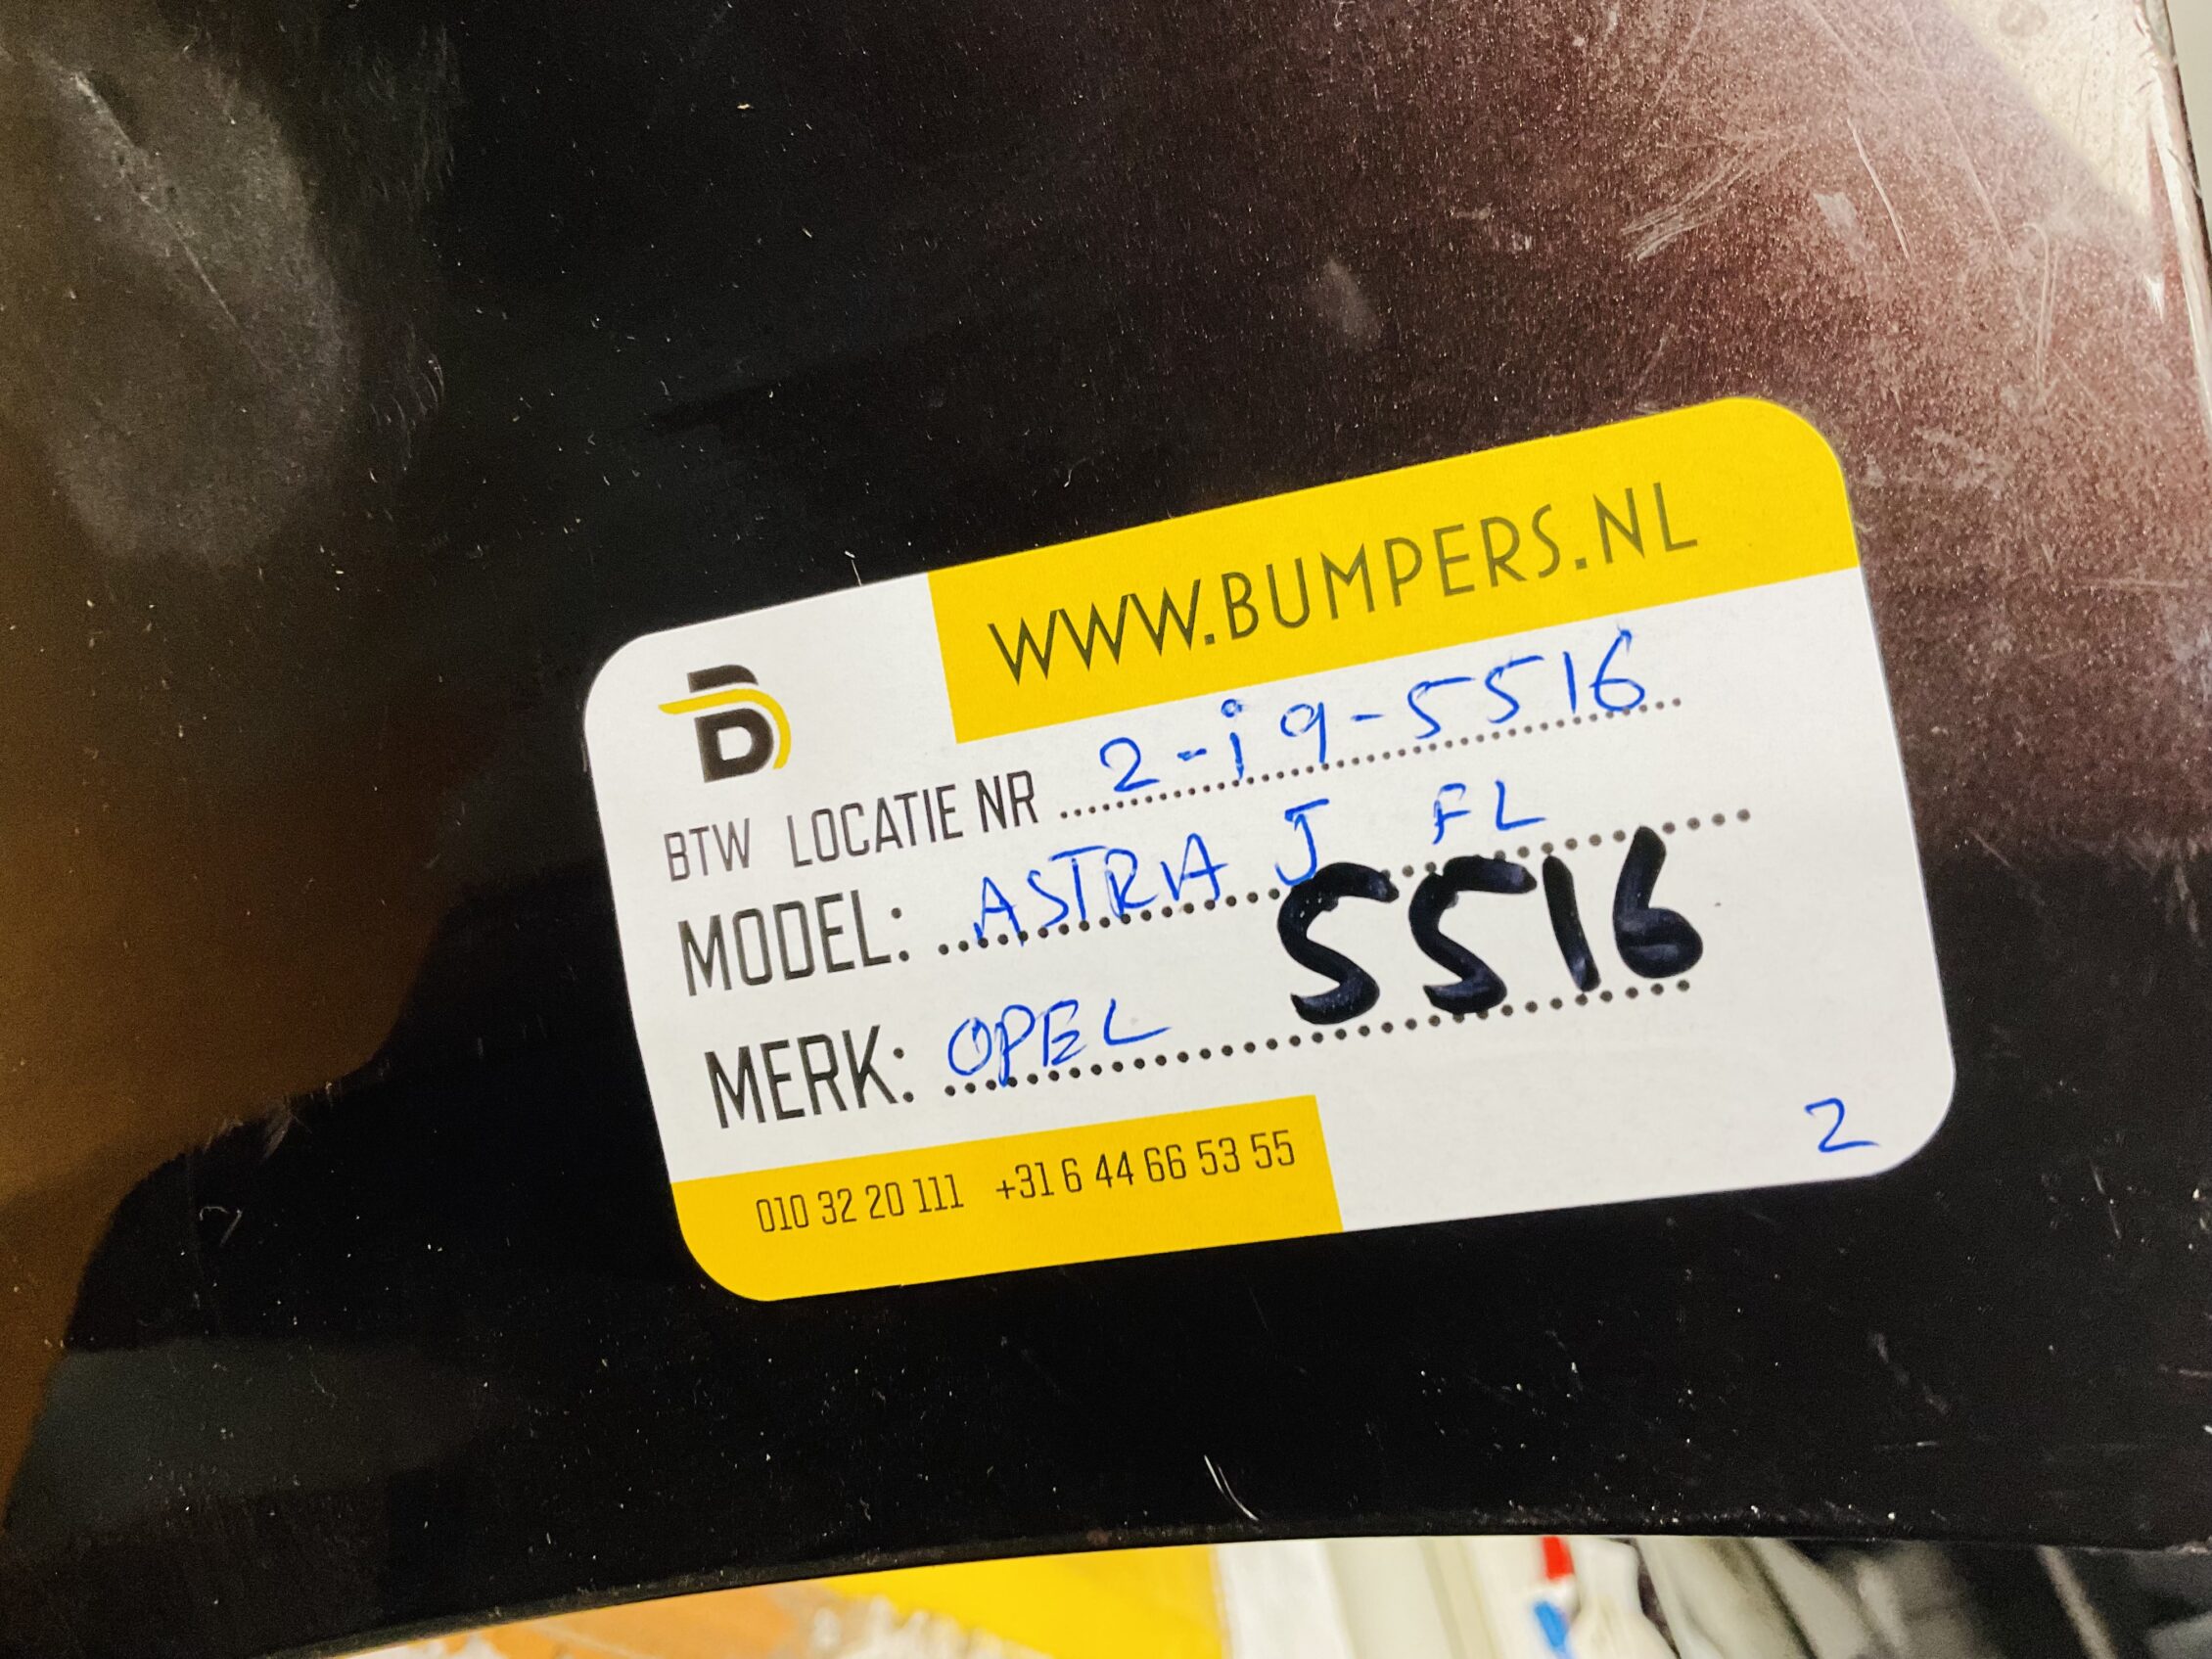 WWW.BUMPERS.NL
B
BTW LOCATIE NR 2-i9-5516
MODEL: ASTRA J FL
5516
MERK: OPEL
2
010 32 20 111 +31 6 44 66 53 55